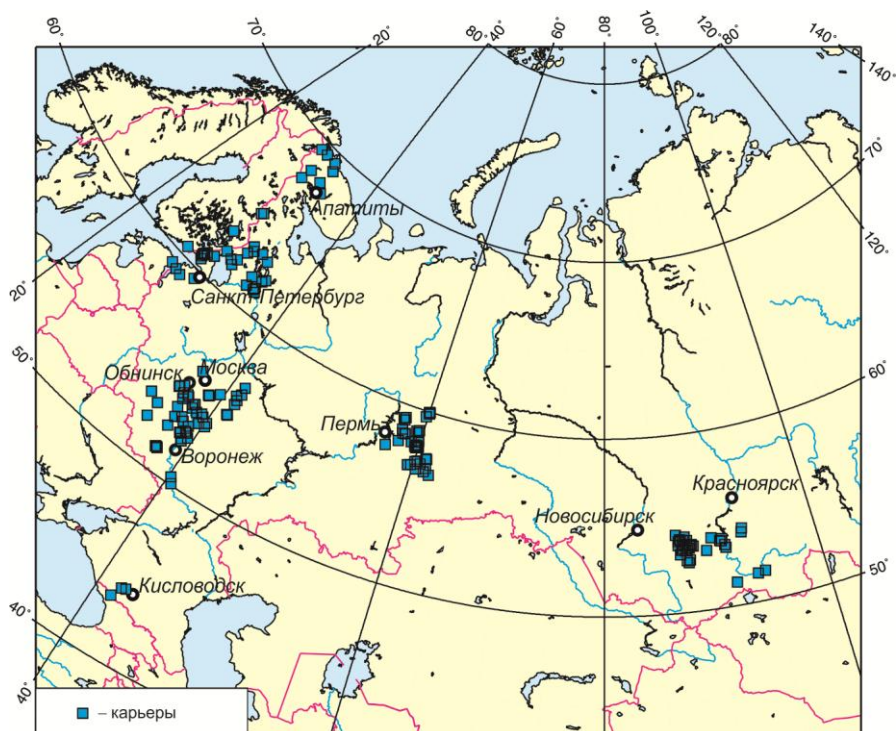 60°
70°
20°
80°
40°
60°
80°
100°
120°
80°
140°
140°
70°
120°
60°
50°
20°
50°
40°
40°
Апатиты
Санкт-Петербург
Обнинск
Москва
Воронеж
Пермь
Красноярск
Новосибирск
Кисловодск
– карьеры